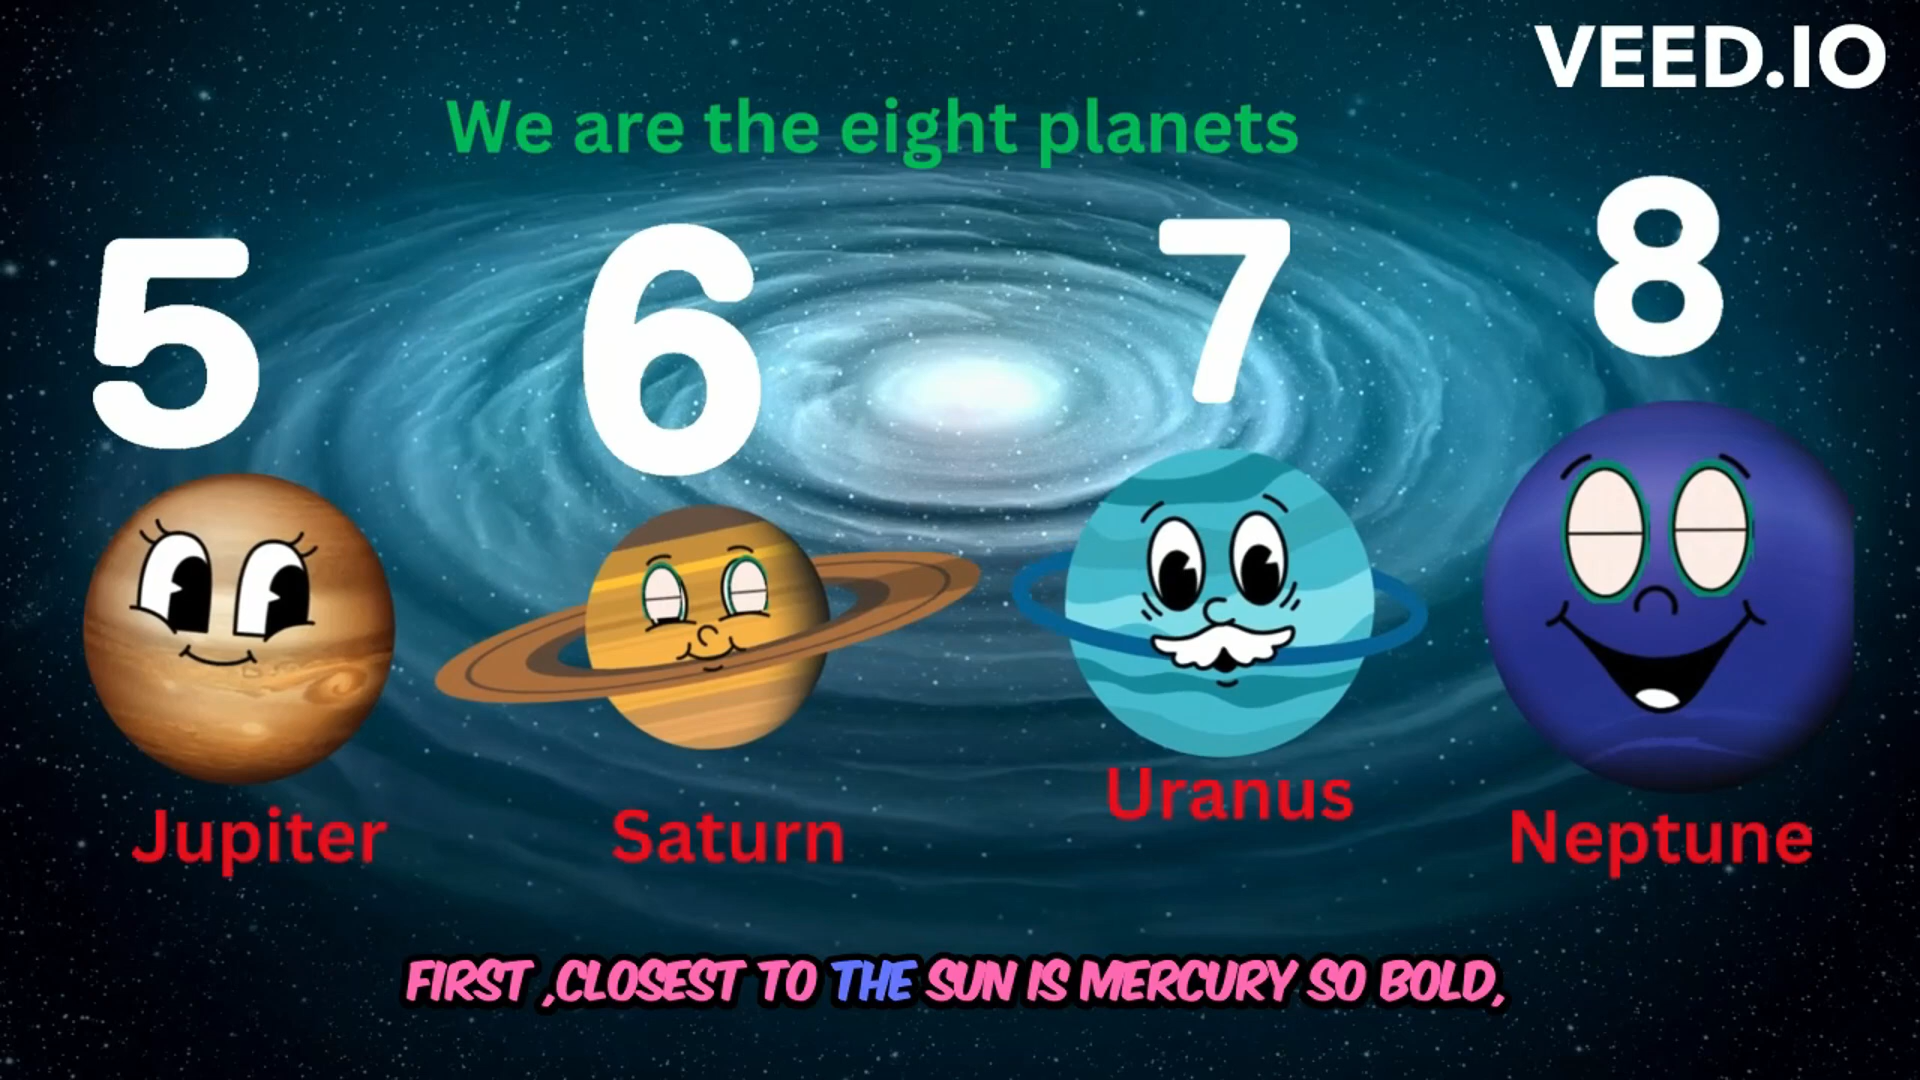 VEED.IO
We are the eight planets
5 6 7 8
Jupiter Saturn Uranus Neptune
FIRST ,CLOSEST TO THE SUN IS MERCURY SO BOLD,